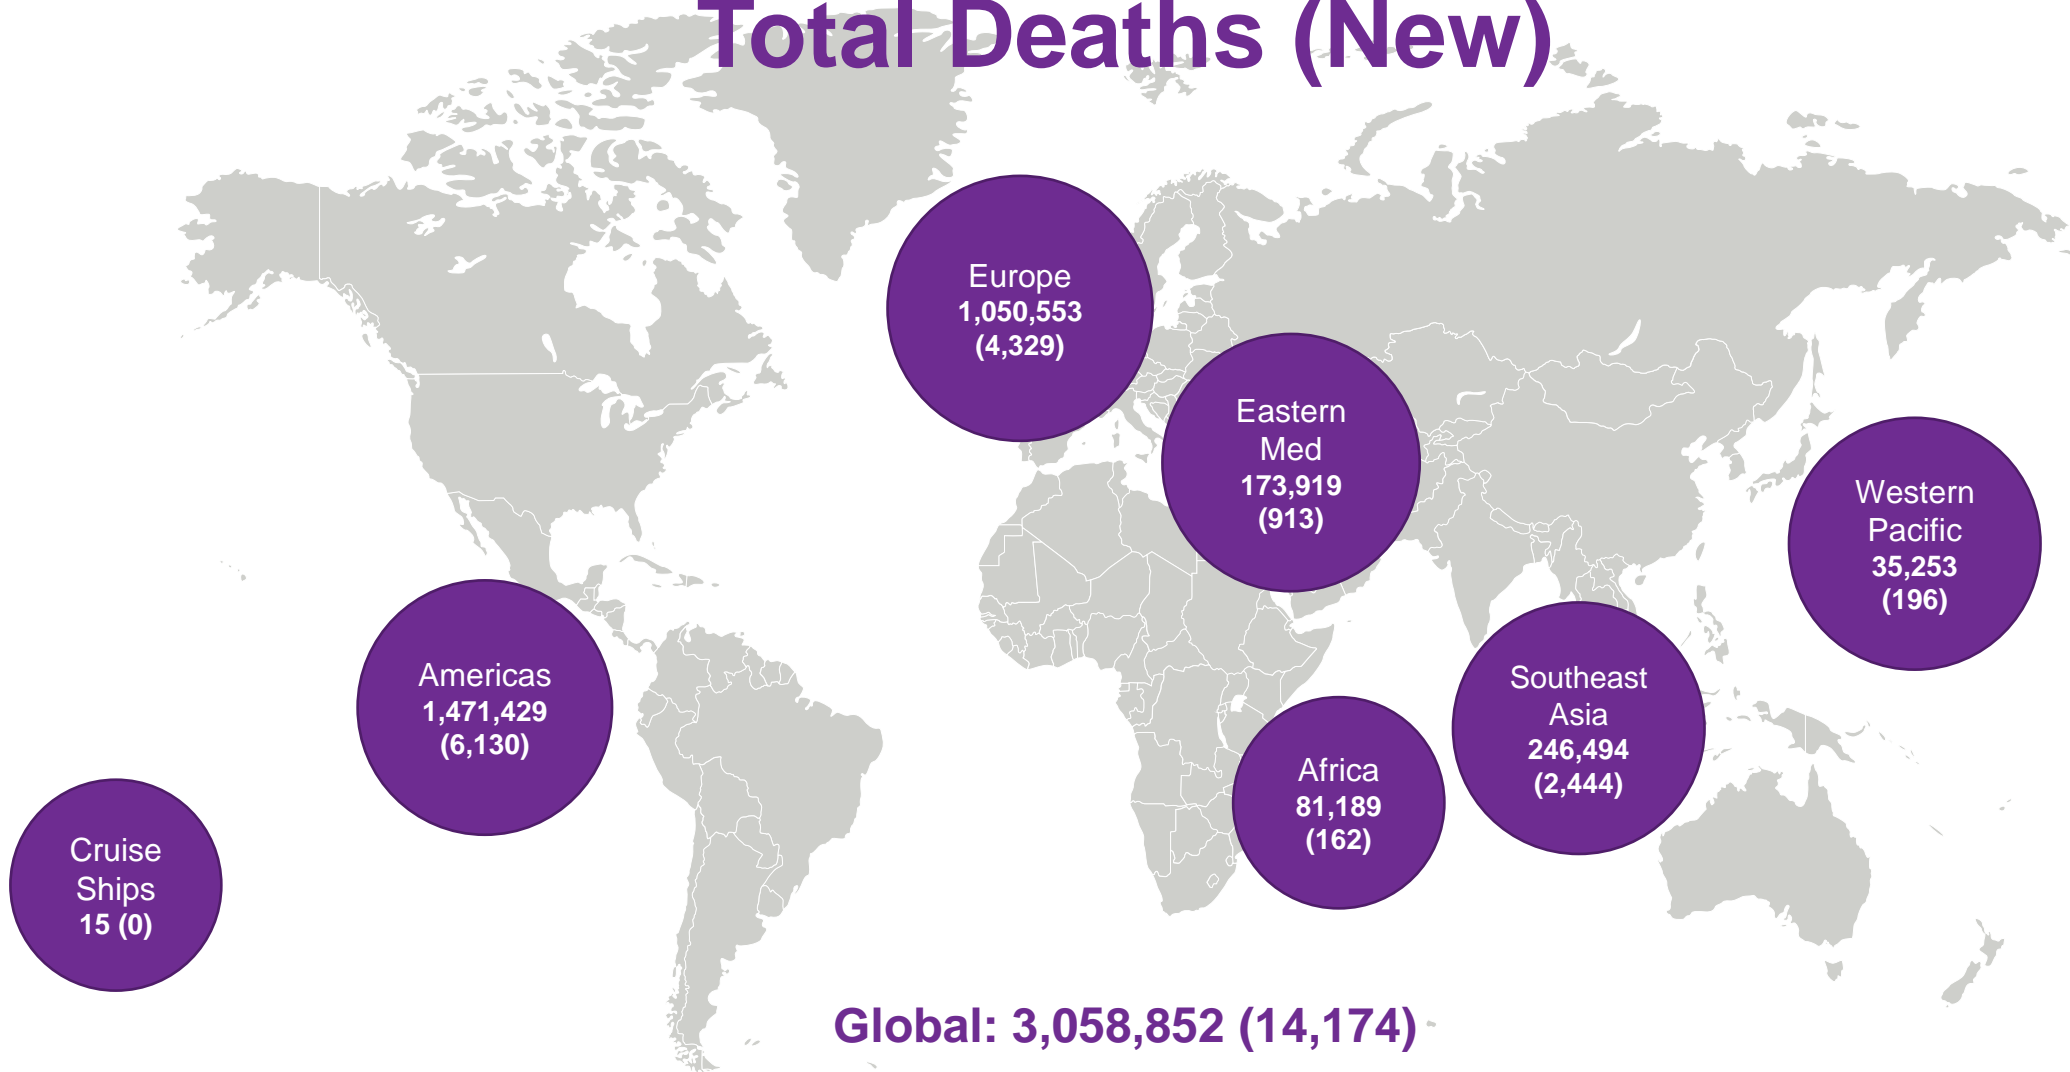 Total Deaths (New)
Europe
1,050,553
(4,329)
Eastern
Med
173,919
(913)
Western
Pacific
35,253
(196)
Americas
1,471,429
(6,130)
Southeast
Asia
246,494
(2,444)
Africa
81,189
(162)
Cruise
Ships
15 (0)
Global: 3,058,852 (14,174)